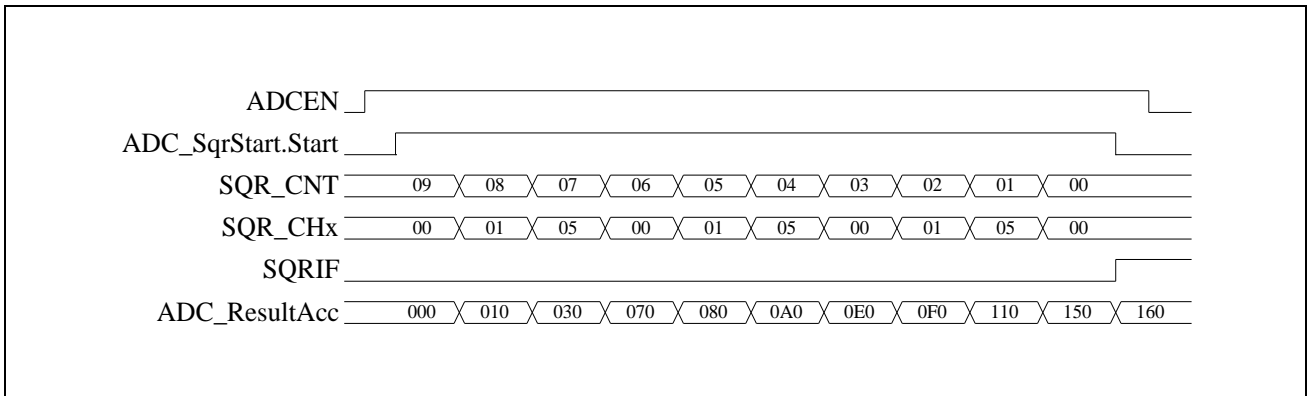 ADCEN
ADC_SqrStart.Start
SQR_CNT 09 08 07 06 05 04 03 02 01 00
SQR_CHx 00 01 05 00 01 05 00 01 05 00
SQRIF
ADC_ResultAcc 000 010 030 070 080 0A0 0E0 0F0 110 150 160